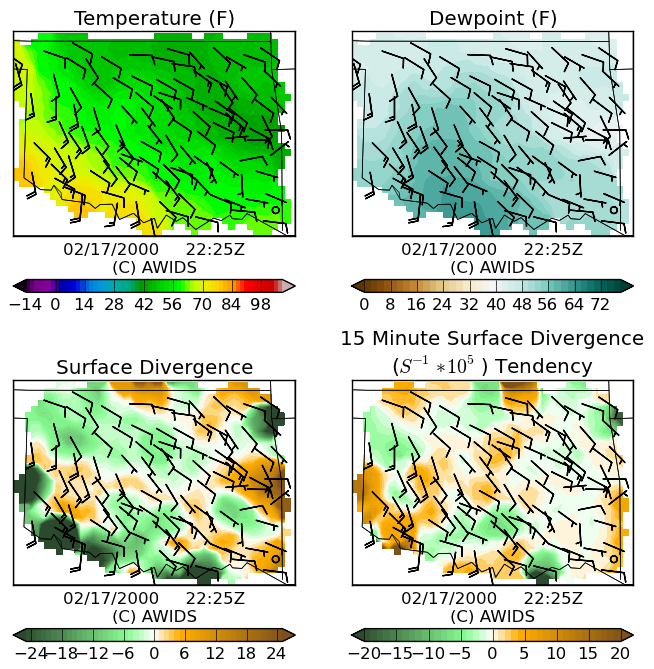 Temperature (F)
Dewpoint (F)
02/17/2000 22:25Z
(C) AWIDS
02/17/2000 22:25Z
(C) AWIDS
−14 0 14 28 42 56 70 84 98
0 8 16 24 32 40 48 56 64 72
15 Minute Surface Divergence
Surface Divergence
(S⁻¹ ∗10⁵ ) Tendency
02/17/2000 22:25Z
(C) AWIDS
02/17/2000 22:25Z
(C) AWIDS
−24 −18 −12 −6 0 6 12 18 24
−20 −15 −10 −5 0 5 10 15 20